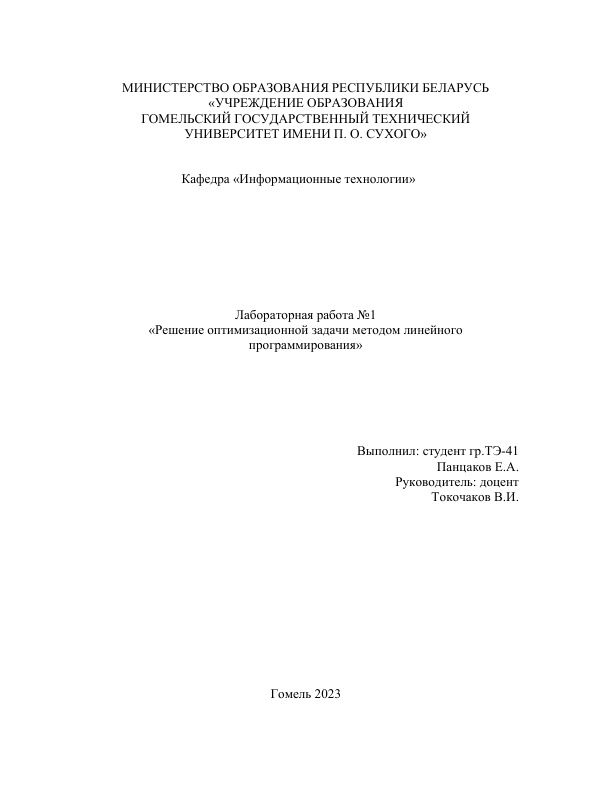 МИНИСТЕРСТВО ОБРАЗОВАНИЯ РЕСПУБЛИКИ БЕЛАРУСЬ
«УЧРЕЖДЕНИЕ ОБРАЗОВАНИЯ
ГОМЕЛЬСКИЙ ГОСУДАРСТВЕННЫЙ ТЕХНИЧЕСКИЙ
УНИВЕРСИТЕТ ИМЕНИ П. О. СУХОГО»
Кафедра «Информационные технологии»
Лабораторная работа №1
«Решение оптимизационной задачи методом линейного
программирования»
Выполнил: студент гр.ТЭ-41
Панцаков Е.А.
Руководитель: доцент
Токочаков В.И.
Гомель 2023